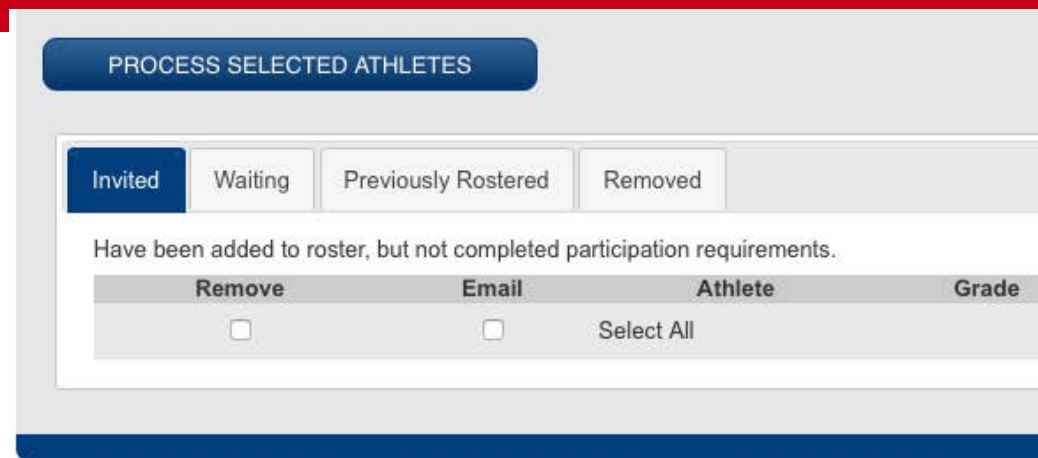 PROCESS SELECTED ATHLETES
Invited Waiting Previously Rostered Removed
Have been added to roster, but not completed participation requirements.
Remove Email Athlete Grade
Select All